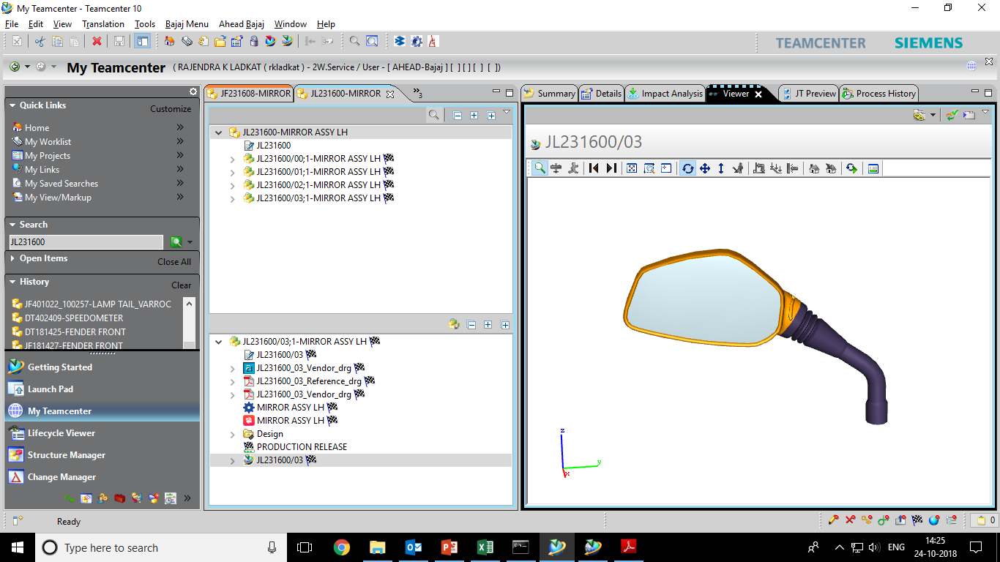 My Teamcenter - Teamcenter 10
File Edit View Translation Tools Bajaj Menu Ahead Bajaj Window Help
TEAMCENTER SIEMENS
My Teamcenter ( RAJENDRA K LADKAT ( rkladkat ) - 2W.Service / User - [ AHEAD-Bajaj ] [ ] [ ] [ ] [ ])
Quick Links
Customize
Home
My Worklist
My Projects
My Links
My Saved Searches
My View/Markup
Search
JL231600
Open Items
Close All
History
Clear
JF401022_100257-LAMP TAIL_VARROC
DT402409-SPEEDOMETER
DT181425-FENDER FRONT
JF181427-FENDER FRONT
Getting Started
Launch Pad
My Teamcenter
Lifecycle Viewer
Structure Manager
Change Manager
JF231608-MIRROR JL231600-MIRROR 3
JL231600-MIRROR ASSY LH
JL231600
JL231600/00;1-MIRROR ASSY LH
JL231600/01;1-MIRROR ASSY LH
JL231600/02;1-MIRROR ASSY LH
JL231600/03;1-MIRROR ASSY LH
JL231600/03;1-MIRROR ASSY LH
JL231600/03
JL231600_03_Vendor_drg
JL231600_03_Reference_drg
JL231600_03_Vendor_drg
MIRROR ASSY LH
MIRROR ASSY LH
Design
PRODUCTION RELEASE
JL231600/03
Summary Details Impact Analysis Viewer JT Preview Process History
JL231600/03
z
y
x
Ready
0
Type here to search
ENG
14:25
24-10-2018